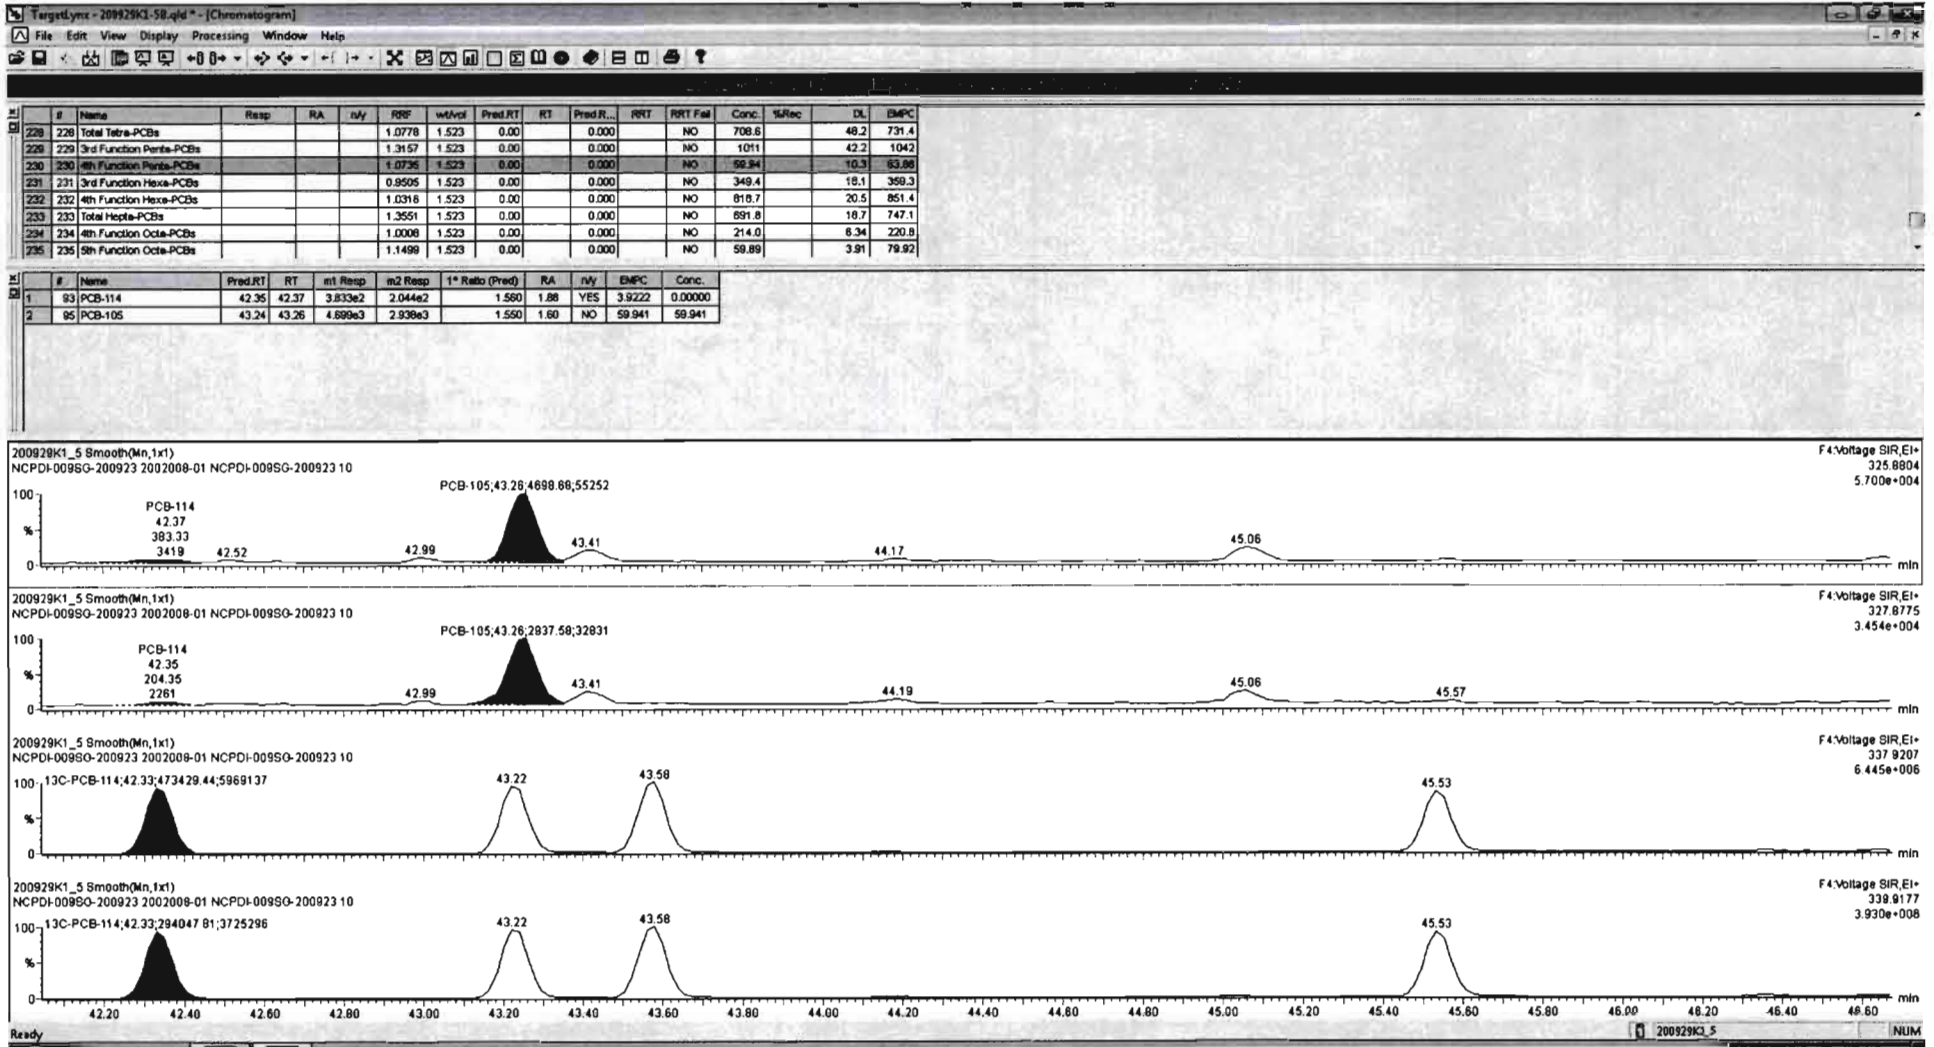 TargetLynx - 200929K1-5B.qld * - [Chromatogram]
File Edit View Display Processing Window Help
# Name Resp RA n/y RRF wt/vol Pred.RT RT Pred.R... RRT RRT Fail Conc. %Rec DL EMPC
228 228 Total Tetra-PCBs 1.0778 1.523 0.00 0.000 NO 708.6 48.2 731.4
229 229 3rd Function Penta-PCBs 1.3157 1.523 0.00 0.000 NO 1011 42.2 1042
230 230 4th Function Penta-PCBs 1.0735 1.523 0.00 0.000 NO 59.94 10.3 63.86
231 231 3rd Function Hexa-PCBs 0.9505 1.523 0.00 0.000 NO 349.4 18.1 359.3
232 232 4th Function Hexa-PCBs 1.0316 1.523 0.00 0.000 NO 818.7 20.5 851.4
233 233 Total Hepta-PCBs 1.3551 1.523 0.00 0.000 NO 691.8 18.7 747.1
234 234 4th Function Octa-PCBs 1.0006 1.523 0.00 0.000 NO 214.0 6.34 220.8
235 235 5th Function Octa-PCBs 1.1499 1.523 0.00 0.000 NO 59.89 3.91 79.92
# Name Pred.RT RT m1 Resp m2 Resp 1° Ratio (Pred) RA n/y EMPC Conc.
1 93 PCB-114 42.35 42.37 3.833e2 2.044e2 1.560 1.88 YES 3.9222 0.00000
2 95 PCB-105 43.24 43.26 4.699e3 2.938e3 1.550 1.60 NO 59.941 59.941
200929K1_5 Smooth(Mn,1x1) F4:Voltage SIR,EI+
NCPDI-009SG-200923 2002008-01 NCPDI-009SG-200923 10 325.8804
5.700e+004
PCB-105;43.26;4698.68;55252
100
PCB-114
42.37
%
383.33
3419 42.52 42.99 43.41 44.17 45.06
0 min
200929K1_5 Smooth(Mn,1x1) F4:Voltage SIR,EI+
NCPDI-009SG-200923 2002008-01 NCPDI-009SG-200923 10 327.8775
3.454e+004
PCB-105;43.26;2937.58;32831
100
PCB-114
42.35
%
204.35
2261 42.99 43.41 44.19 45.06 45.57
0 min
200929K1_5 Smooth(Mn,1x1) F4:Voltage SIR,EI+
NCPDI-009SG-200923 2002008-01 NCPDI-009SG-200923 10 337.9207
6.445e+006
100 13C-PCB-114;42.33;473429.44;5969137 43.22 43.58 45.53
%
0 min
200929K1_5 Smooth(Mn,1x1) F4:Voltage SIR,EI+
NCPDI-009SG-200923 2002008-01 NCPDI-009SG-200923 10 339.9177
3.930e+006
100 13C-PCB-114;42.33;294047.81;3725296 43.22 43.58 45.53
%
0 min
42.20 42.40 42.60 42.80 43.00 43.20 43.40 43.60 43.80 44.00 44.20 44.40 44.60 44.80 45.00 45.20 45.40 45.60 45.80 46.00 46.20 46.40 46.60
Ready 200929K1_5 NUM